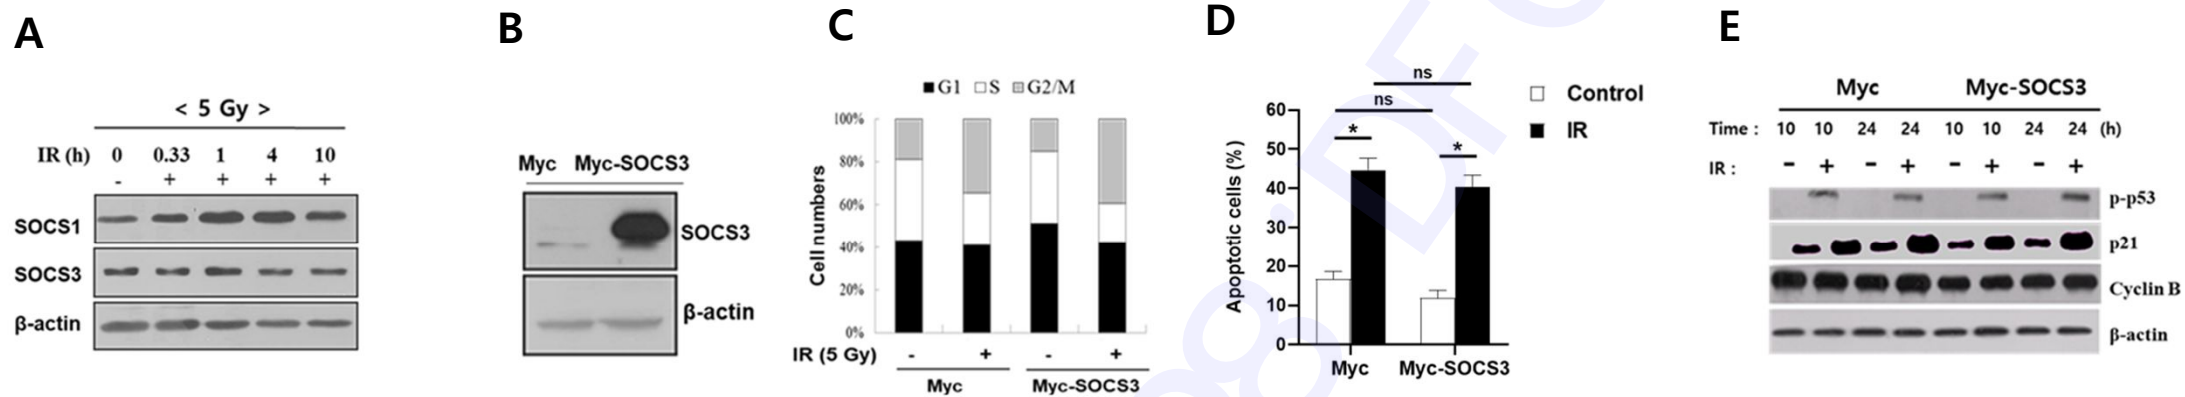 A
< 5 Gy >
IR (h) 0 0.33 1 4 10
- + + + +
SOCS1
SOCS3
β-actin
B
Myc Myc-SOCS3
SOCS3
β-actin
C
G1 S G2/M
100%
80%
60%
40%
20%
0%
Cell numbers
IR (5 Gy) - + - +
Myc Myc-SOCS3
D
ns
ns
* *
60
50
40
30
20
10
0
Apoptotic cells (%)
Myc Myc-SOCS3
Control
IR
E
Myc Myc-SOCS3
Time : 10 10 24 24 10 10 24 24 (h)
IR : - + - + - + - +
p-p53
p21
Cyclin B
β-actin